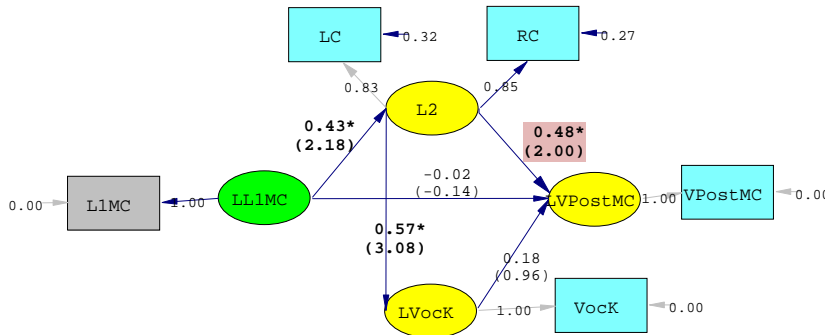 LC
0.32
RC
0.27
0.83
0.85
L2
0.43*
(2.18)
0.48*
(2.00)
-0.02
(-0.14)
0.00
L1MC
1.00
LL1MC
LVPostMC
1.00
VPostMC
0.00
0.57*
(3.08)
0.18
(0.96)
LVocK
1.00
VocK
0.00